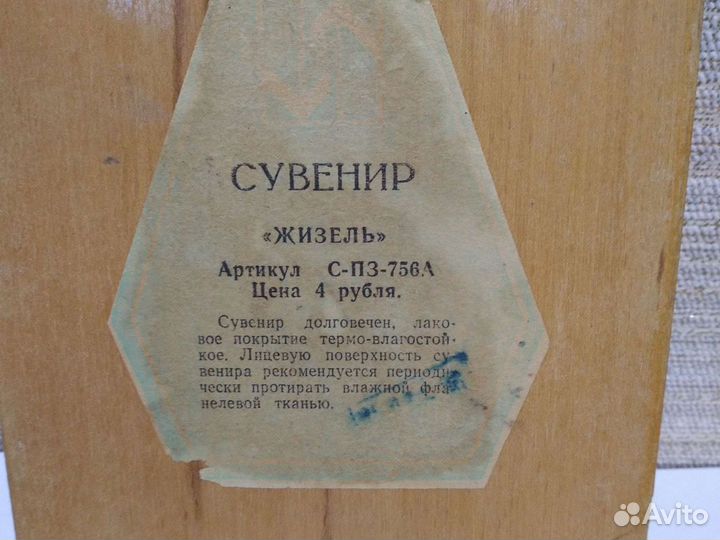 СУВЕНИР
«ЖИЗЕЛЬ»
Артикул С-ПЗ-756А
Цена 4 рубля.
Сувенир долговечен, лако-
вое покрытие термо-влагостой-
кое. Лицевую поверхность су-
венира рекомендуется периоди-
чески протирать влажной фла-
нелевой тканью.
Avito